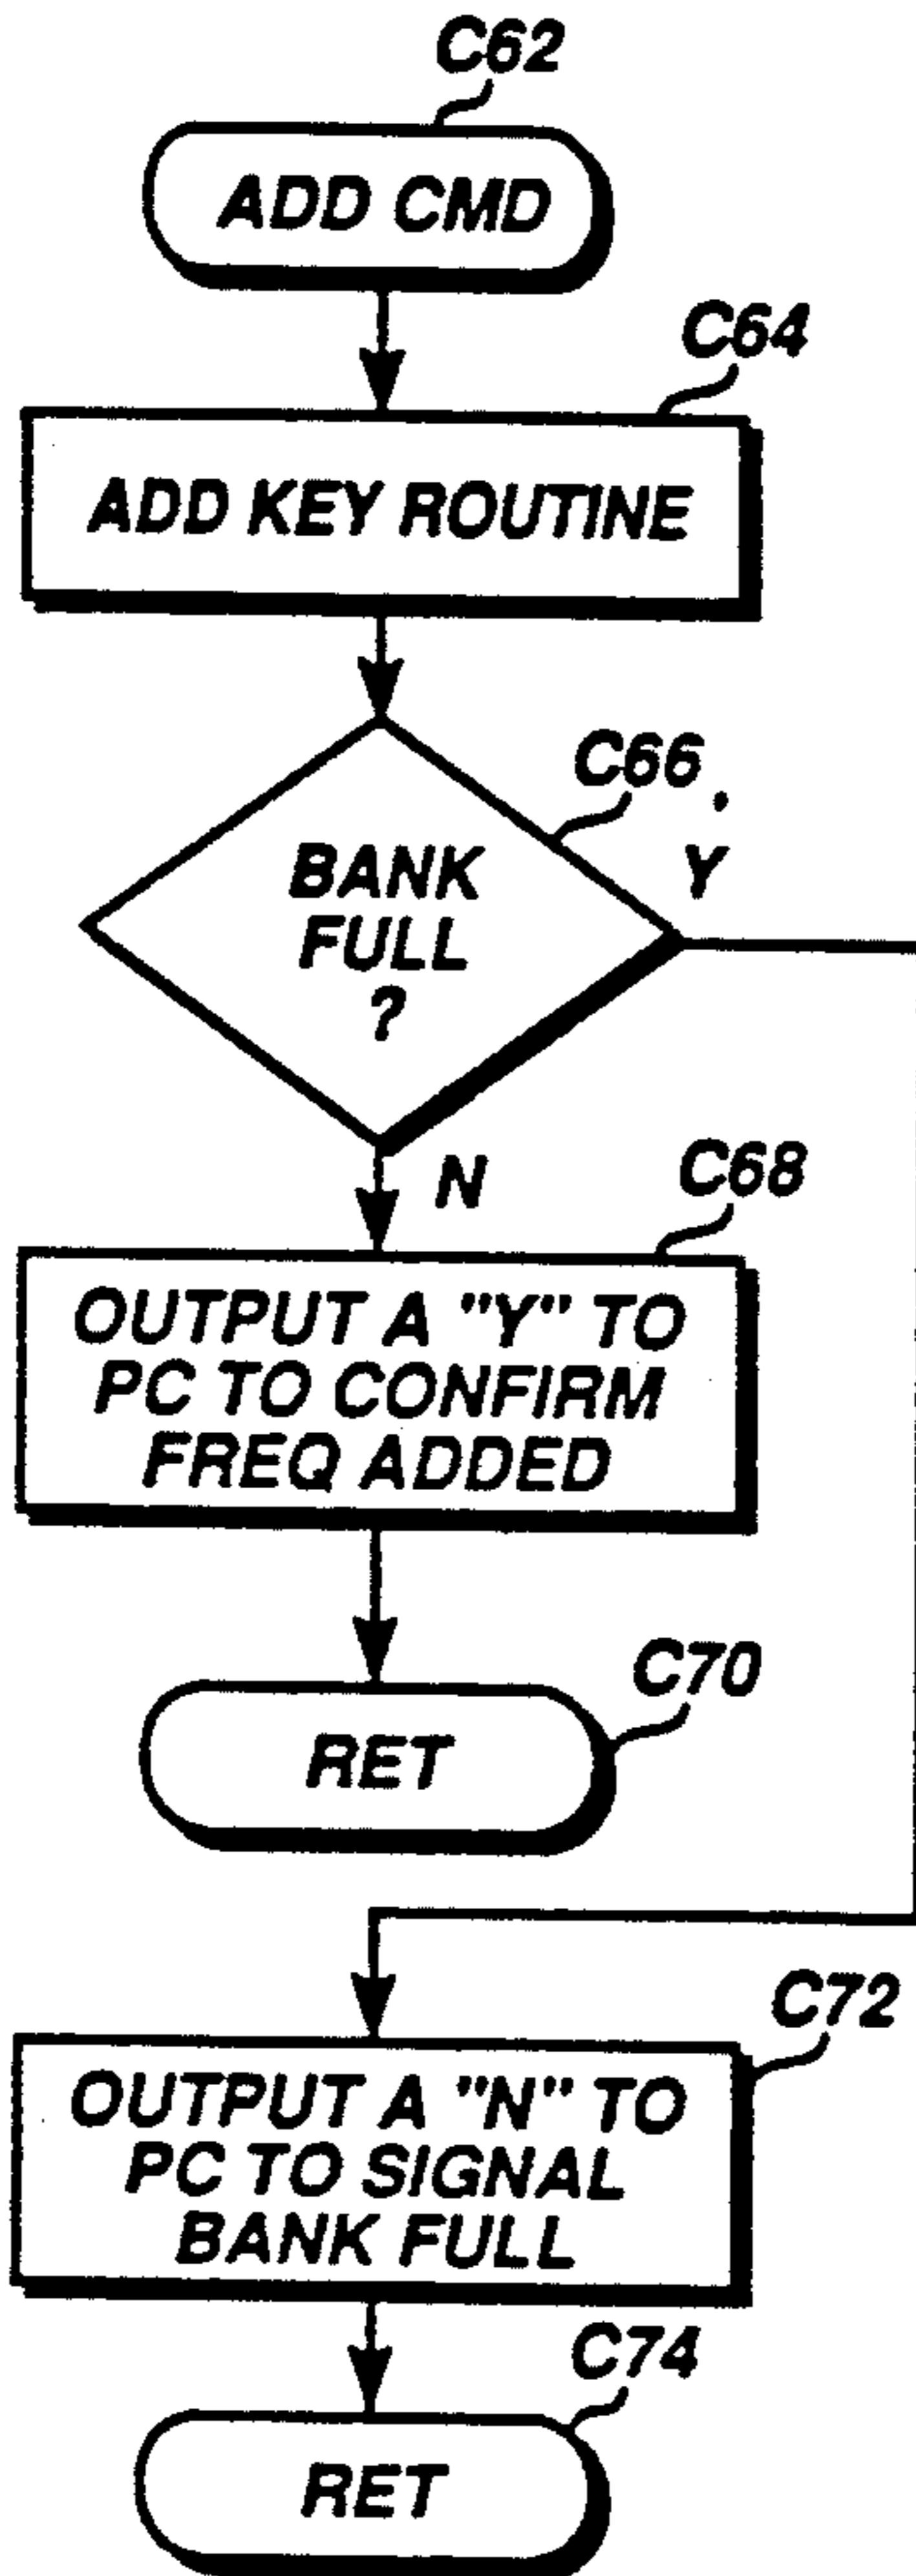 C62
ADD CMD
C64
ADD KEY ROUTINE
C66
Y
BANK
FULL
?
N
C68
OUTPUT A "Y" TO
PC TO CONFIRM
FREQ ADDED
C70
RET
C72
OUTPUT A "N" TO
PC TO SIGNAL
BANK FULL
C74
RET